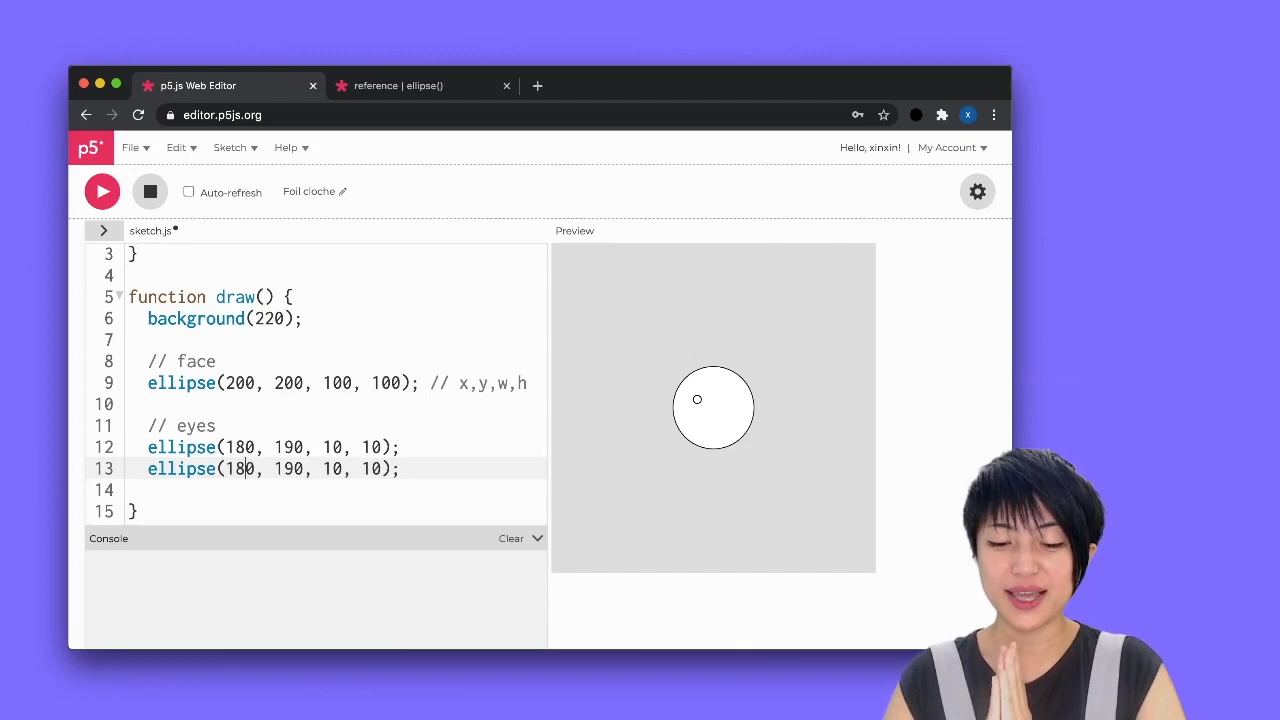 p5.js Web Editor
reference | ellipse()
editor.p5js.org
X
p5*
File
Edit
Sketch
Help
Hello, xinxin!
|
My Account
Auto-refresh
Foil cloche
sketch.js
Preview
3 }
4
5 function draw() {
6 background(220);
7
8 // face
9 ellipse(200, 200, 100, 100); // x,y,w,h
10
11 // eyes
12 ellipse(180, 190, 10, 10);
13 ellipse(180, 190, 10, 10);
14
15 }
Console
Clear